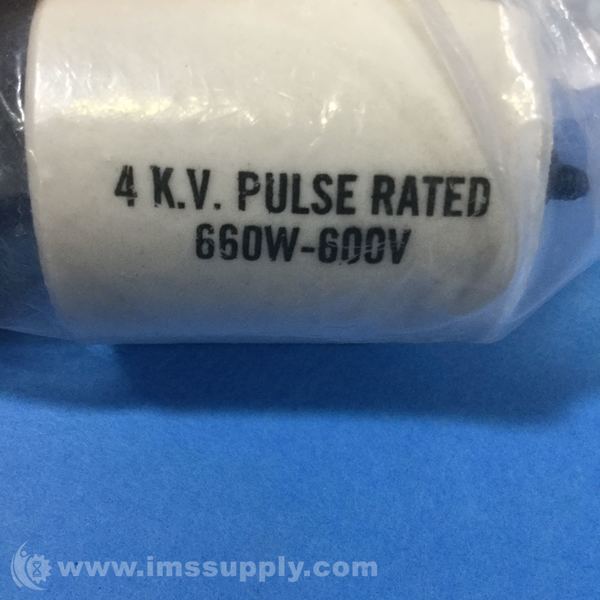 4 K.V. PULSE RATED
660W-600V
www.imssupply.com